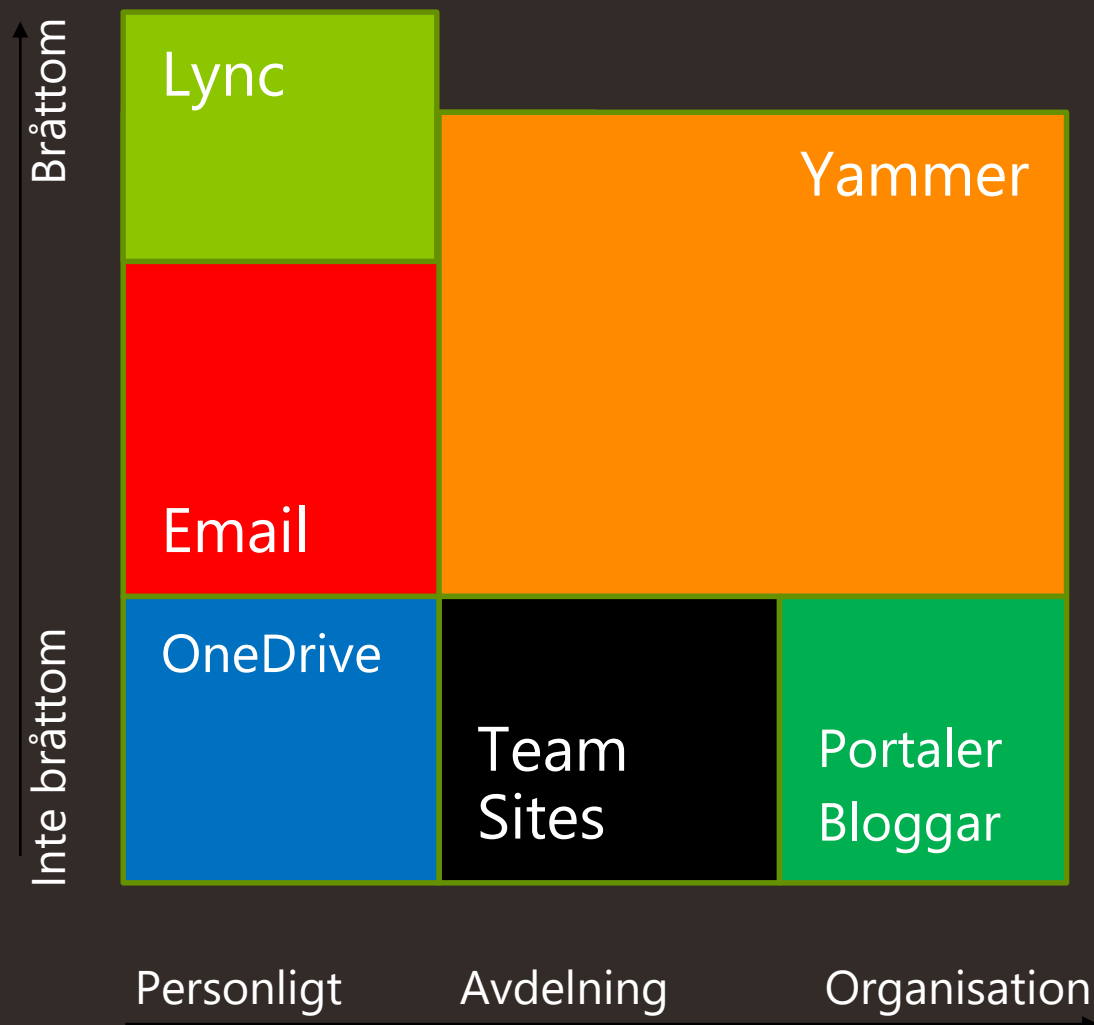 Bråttom
Lync
Yammer
Email
Inte bråttom
OneDrive
Team
Sites
Portaler
Bloggar
Personligt
Avdelning
Organisation